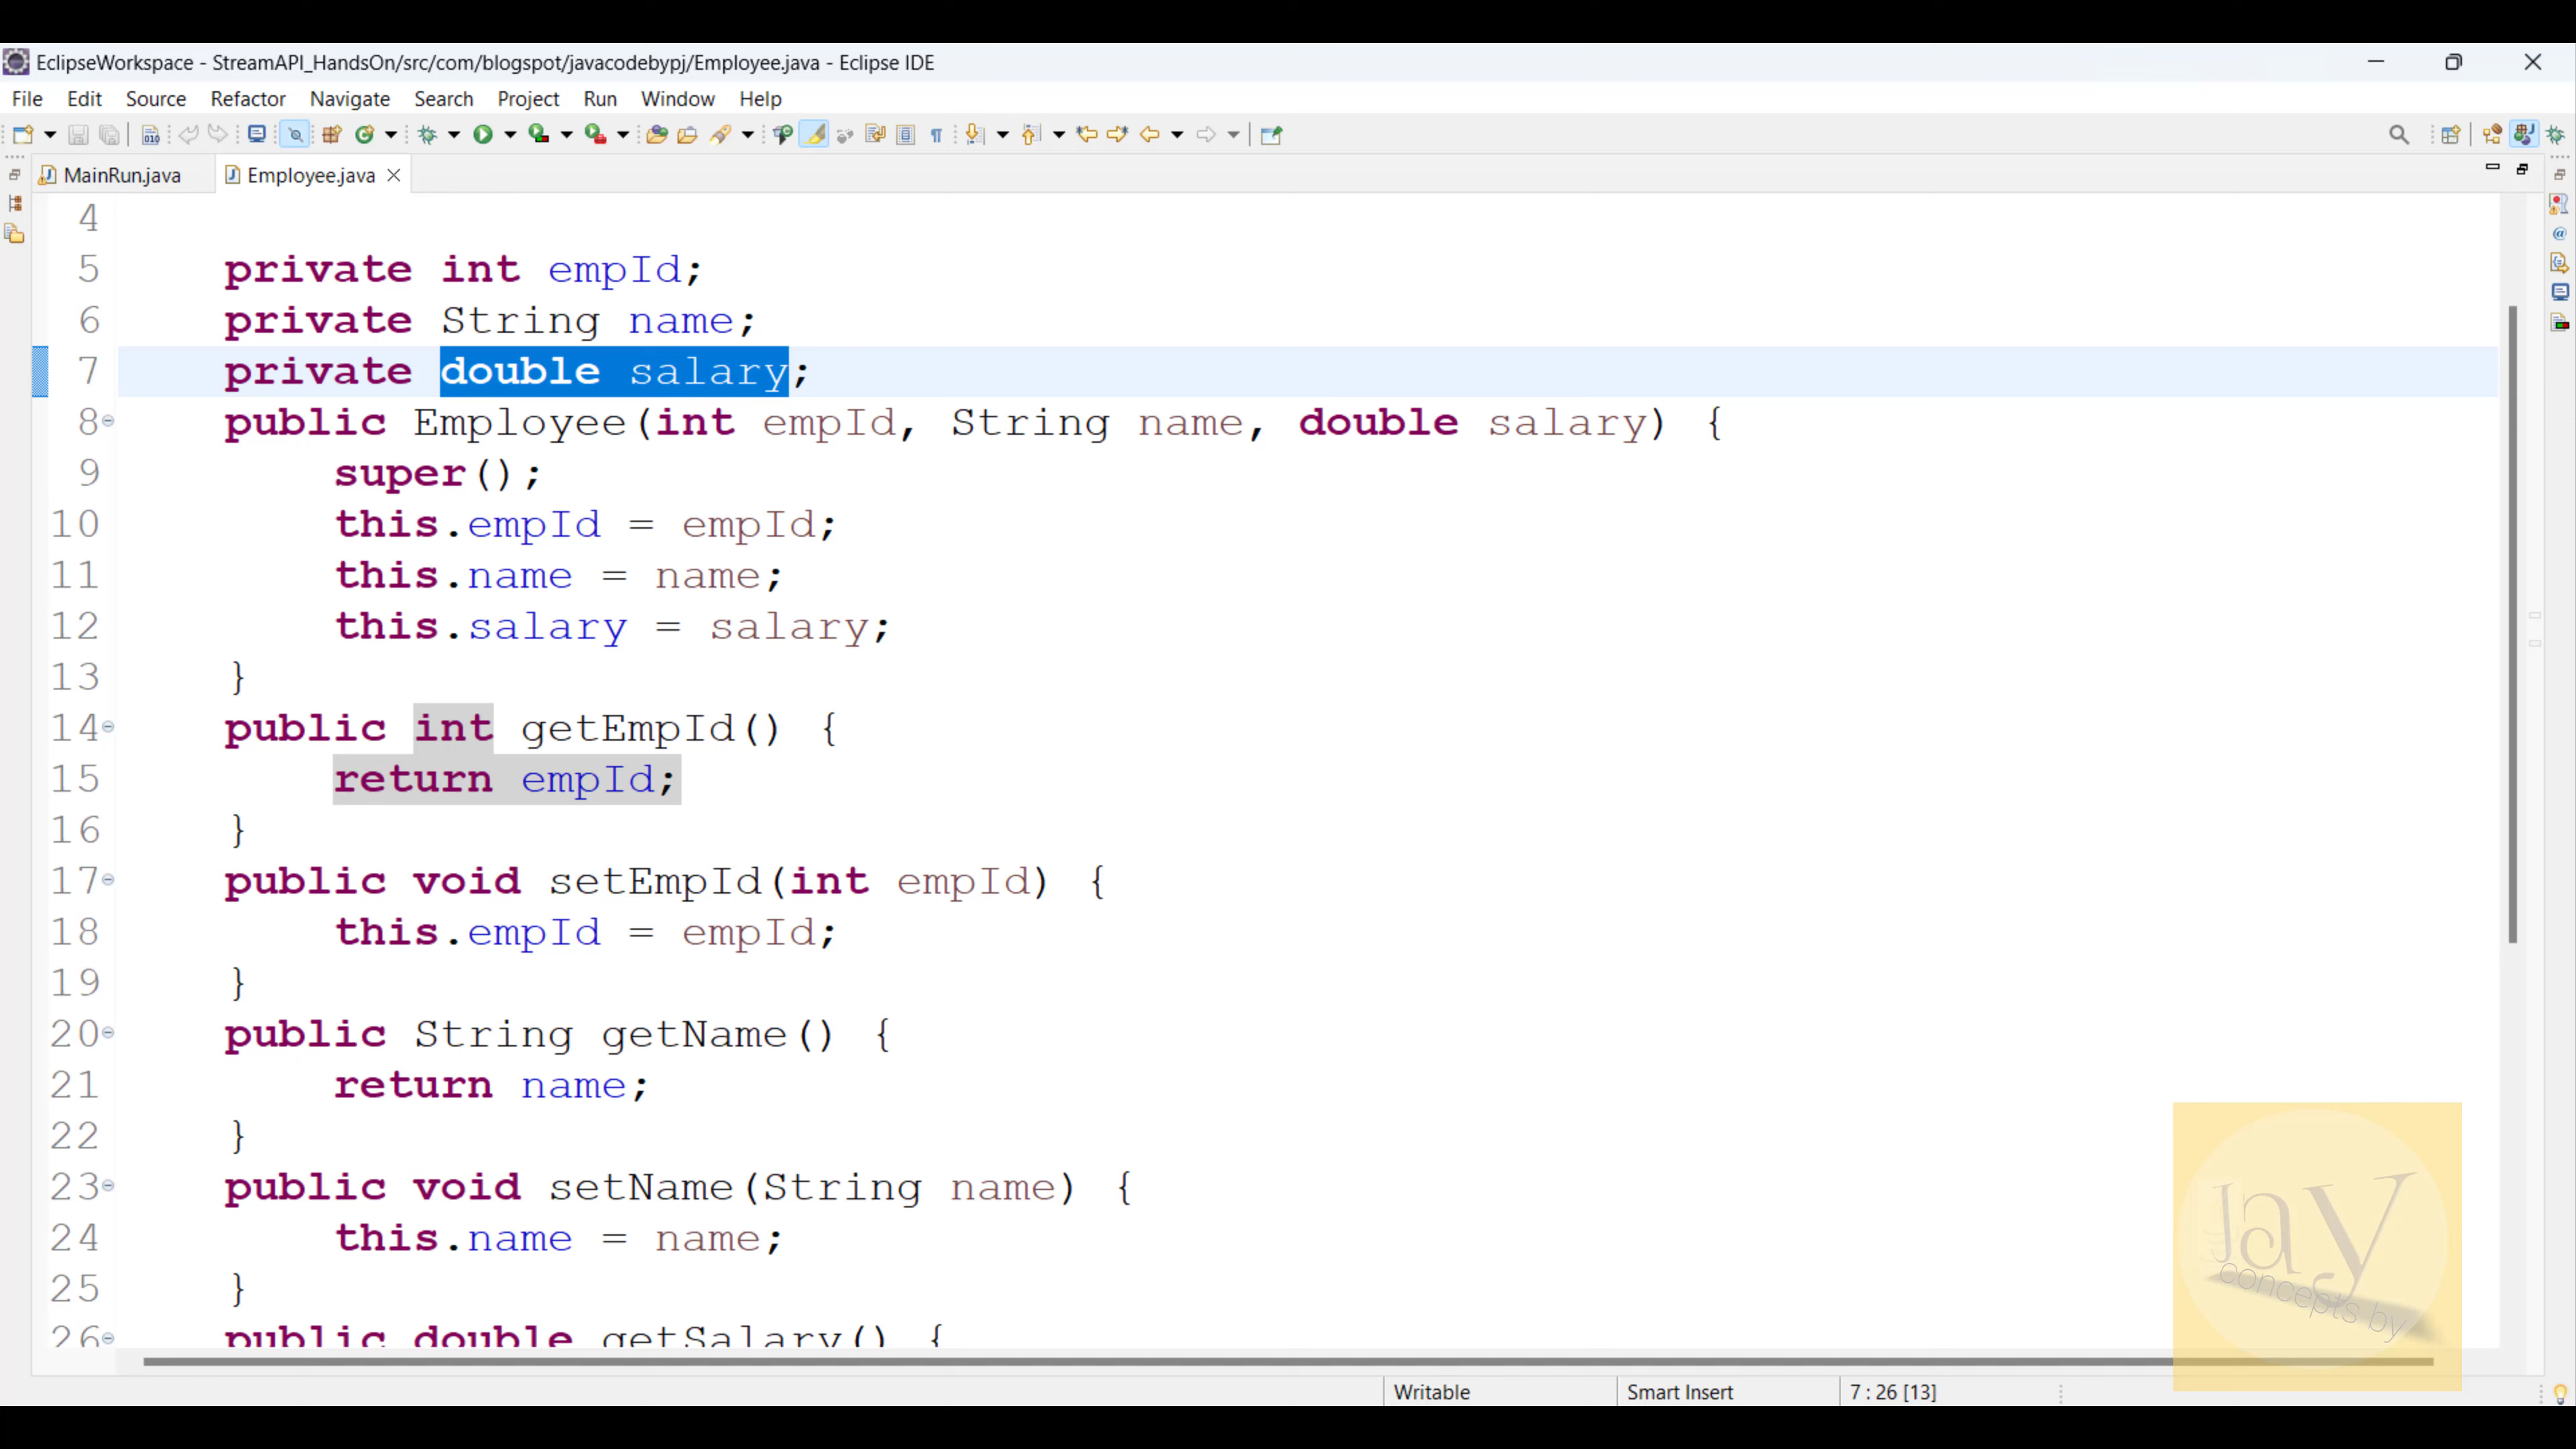 EclipseWorkspace - StreamAPI_HandsOn/src/com/blogspot/javacodebypj/Employee.java - Eclipse IDE
File Edit Source Refactor Navigate Search Project Run Window Help
MainRun.java Employee.java
4
5 private int empId;
6 private String name;
7 private double salary;
8 public Employee(int empId, String name, double salary) {
9 super();
10 this.empId = empId;
11 this.name = name;
12 this.salary = salary;
13 }
14 public int getEmpId() {
15 return empId;
16 }
17 public void setEmpId(int empId) {
18 this.empId = empId;
19 }
20 public String getName() {
21 return name;
22 }
23 public void setName(String name) {
24 this.name = name;
25 }
26 public double getSalary() {
Jay
concepts by
Writable Smart Insert 7 : 26 [13]